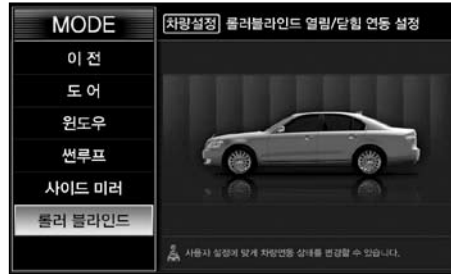 MODE
이 전
도 어
윈도우
썬루프
사이드 미러
롤러 블라인드
차량설정 롤러블라인드 열림/닫힘 연동 설정
사용자 설정에 맞게 차량연동 상태를 변경할 수 있습니다.